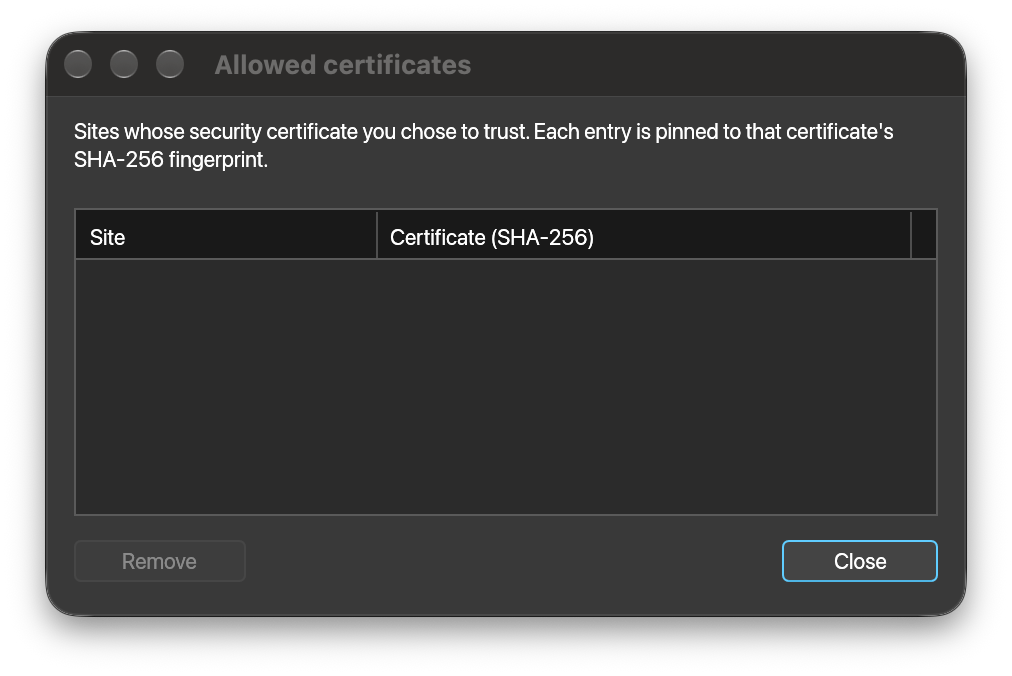 Allowed certificates
Sites whose security certificate you chose to trust. Each entry is pinned to that certificate's
SHA-256 fingerprint.
Site
Certificate (SHA-256)
Remove
Close